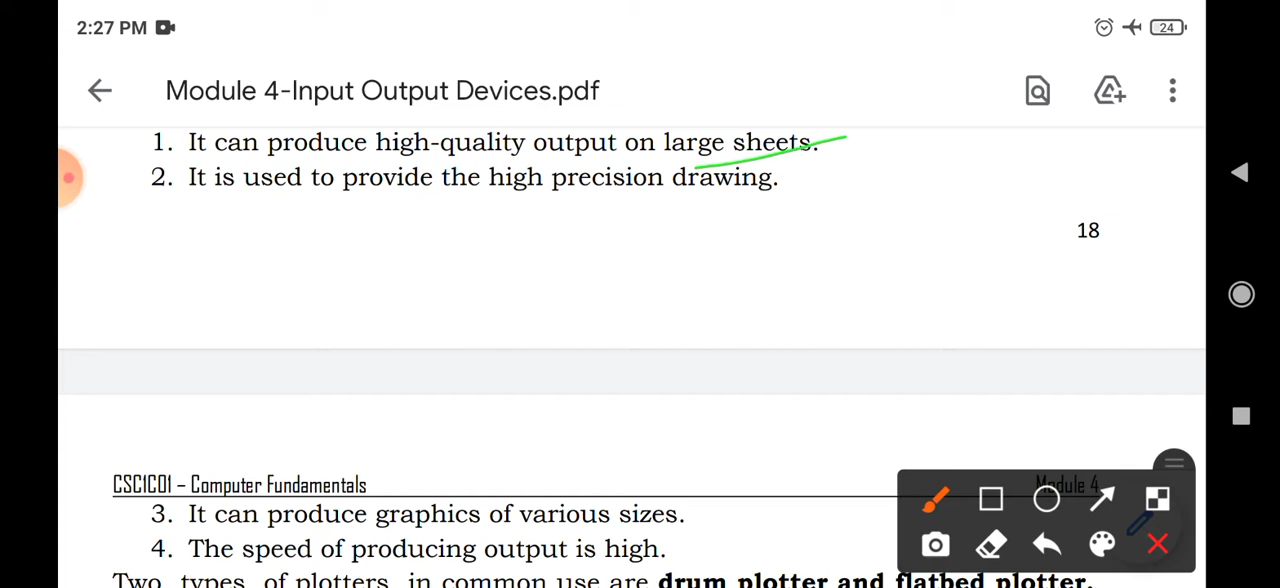 2:27 PM
24
Module 4-Input Output Devices.pdf
1. It can produce high-quality output on large sheets.
2. It is used to provide the high precision drawing.
18
CSC1C01 – Computer Fundamentals Module 4
3. It can produce graphics of various sizes.
4. The speed of producing output is high.
Two types of plotters in common use are drum plotter and flatbed plotter.